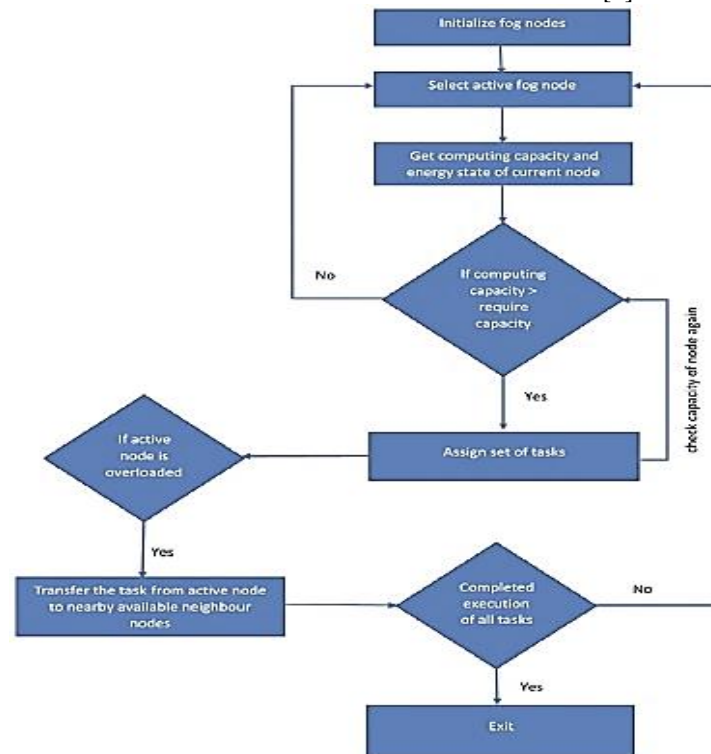 Initialize fog nodes
Select active fog node
Get computing capacity and
energy state of current node
No
If computing
capacity >
require
capacity
check capacity of node again
Yes
Assign set of tasks
If active
node is
overloaded
Yes
Transfer the task from active node
to nearby available neighbour
nodes
Completed
execution
of all tasks
No
Yes
Exit